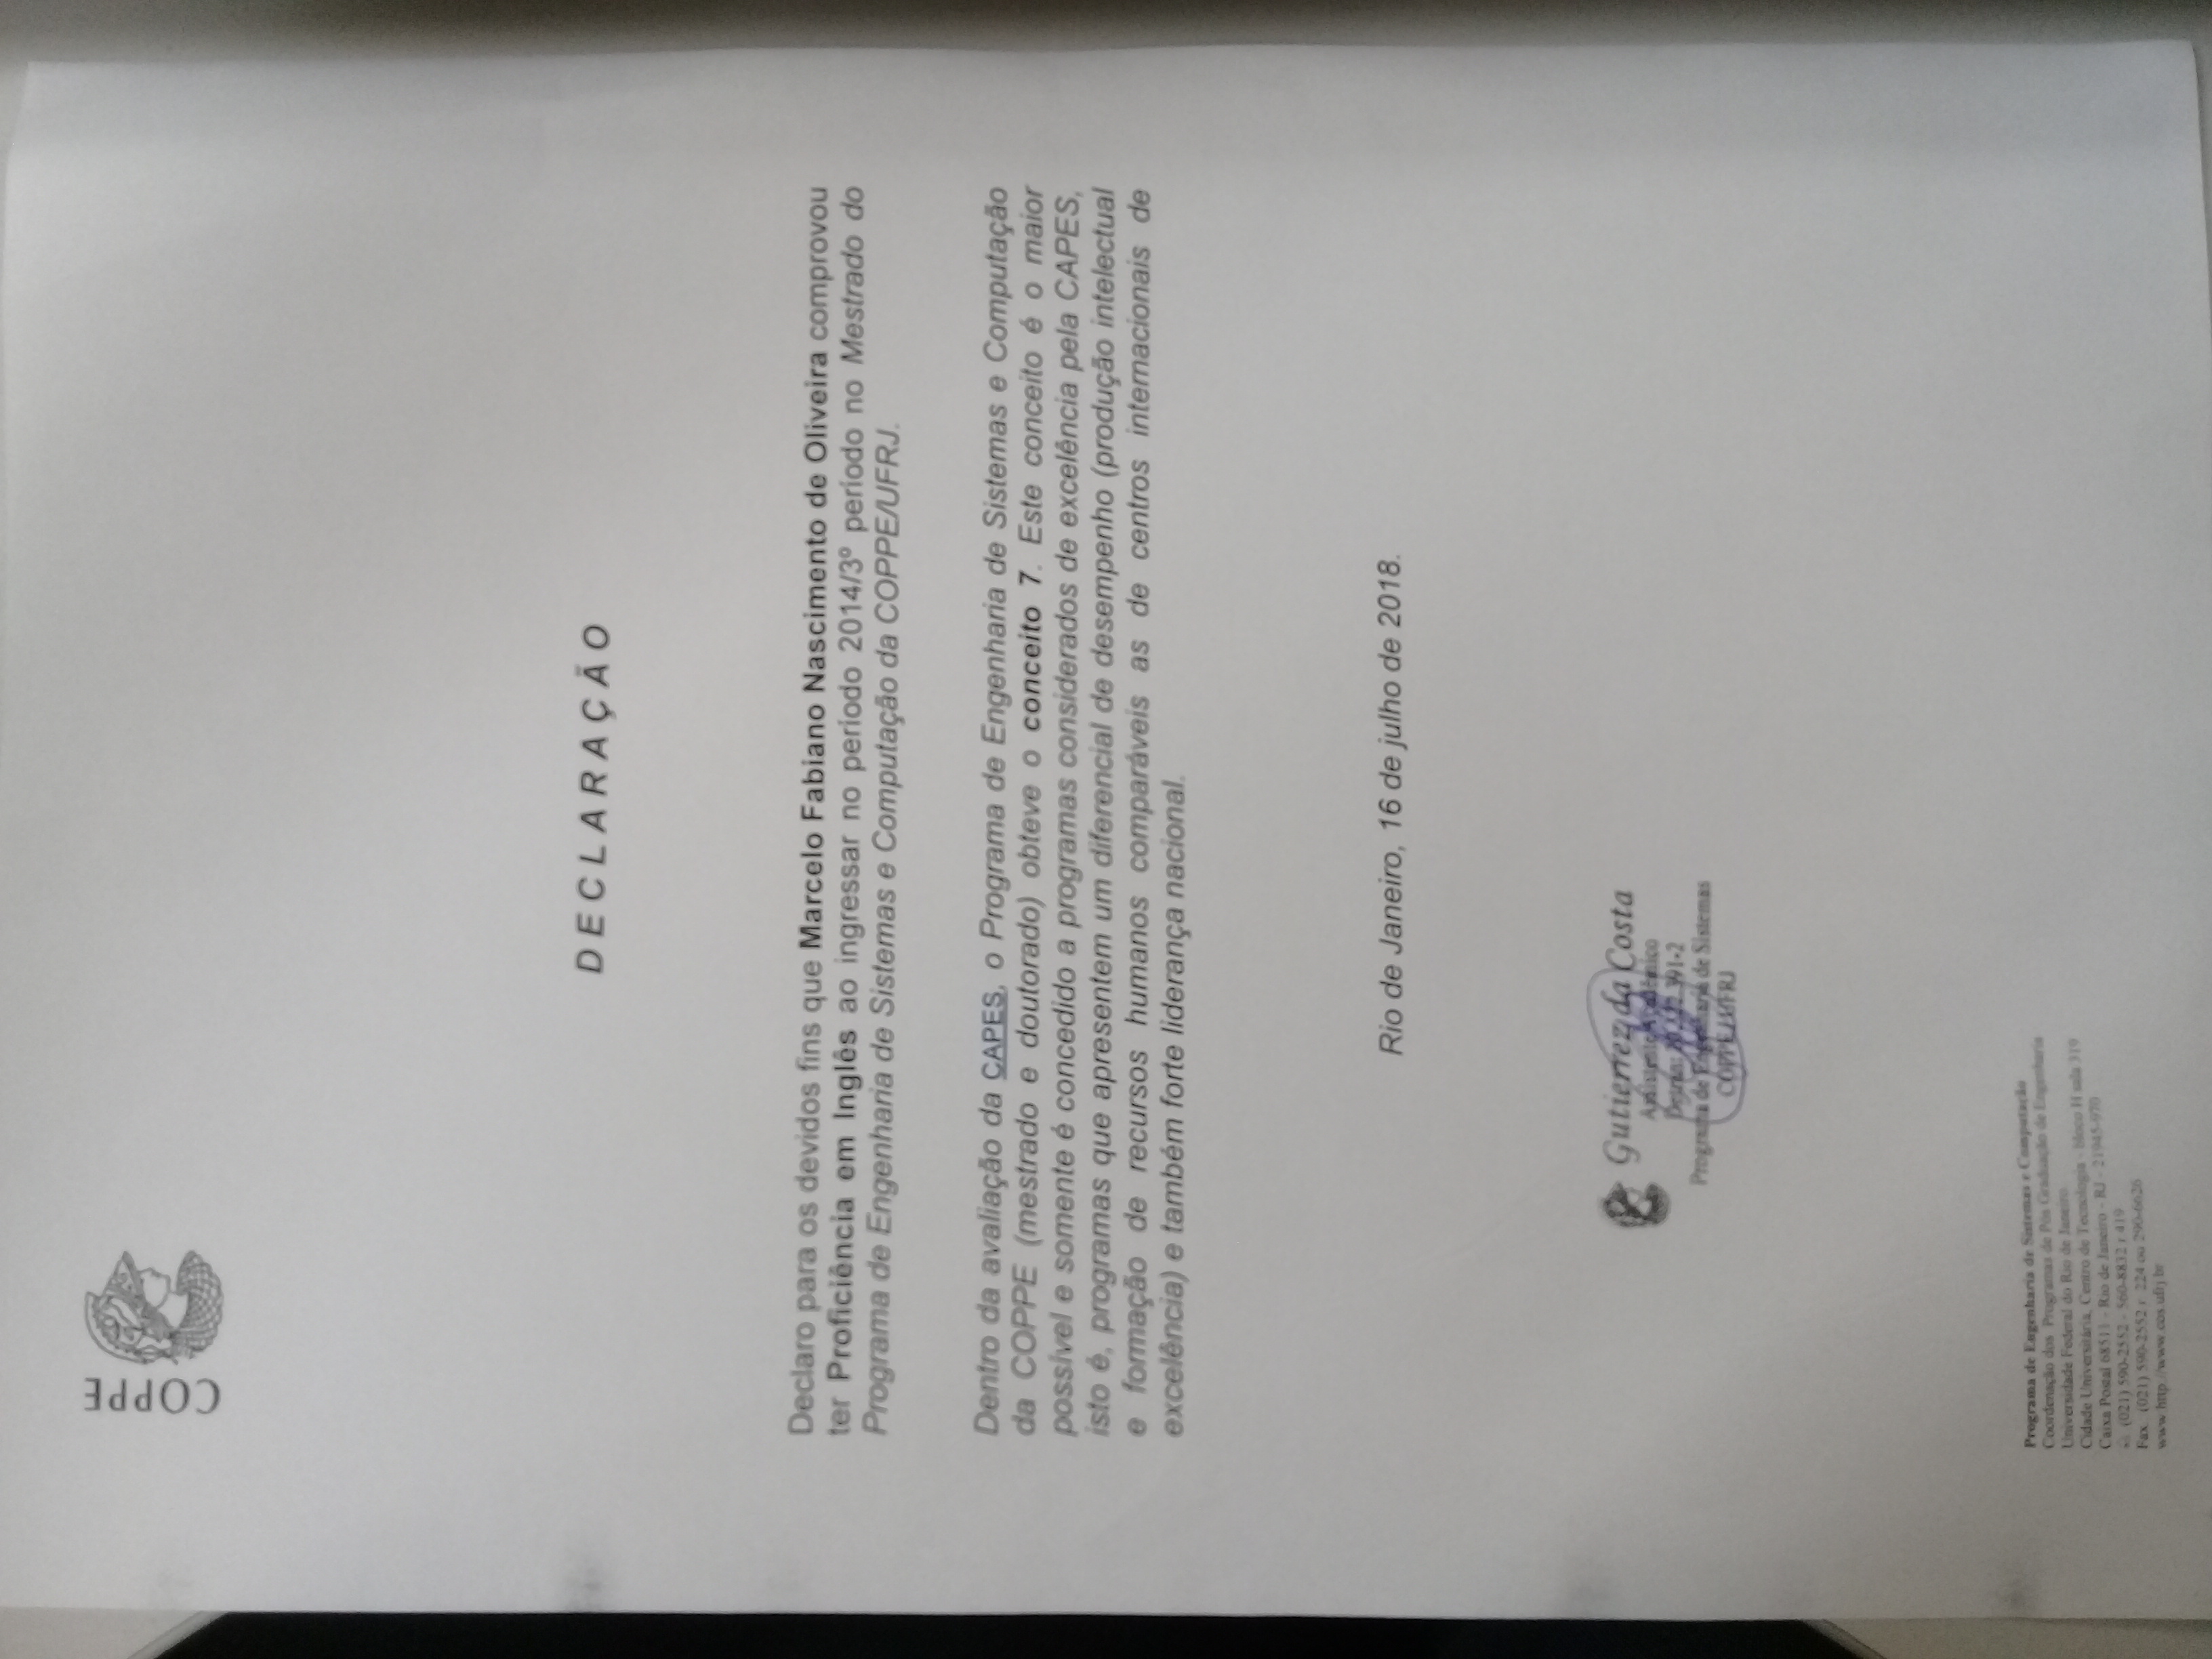 COPPE
DECLARAÇÃO
Declaro para os devidos fins que Marcelo Fabiano Nascimento de Oliveira comprovou
ter Proficiência em Inglês ao ingressar no período 2014/3º período no Mestrado do
Programa de Engenharia de Sistemas e Computação da COPPE/UFRJ.
Dentro da avaliação da CAPES, o Programa de Engenharia de Sistemas e Computação
da COPPE (mestrado e doutorado) obteve o conceito 7. Este conceito é o maior
possível e somente é concedido a programas considerados de excelência pela CAPES,
isto é, programas que apresentem um diferencial de desempenho (produção intelectual
e formação de recursos humanos comparáveis as de centros internacionais de
excelência) e também forte liderança nacional.
Rio de Janeiro, 16 de julho de 2018.
Gutierrez da Costa
Assistente Acadêmico
Detran:
Programa de Engenharia de Sistemas
COPPE/UFRJ
Programa de Engenharia de Sistemas e Computação
Coordenação dos Programas de Pós Graduação de Engenharia
Universidade Federal do Rio de Janeiro
Cidade Universitária, Centro de Tecnologia - bloco H sala 319
Caixa Postal 68511 - Rio de Janeiro - RJ - 21945-970
(021) 590-2552 - 560-8832 r 419
Fax. (021) 590-2552 r. 224 ou 290-6626
www.http://www.cos.ufrj.br